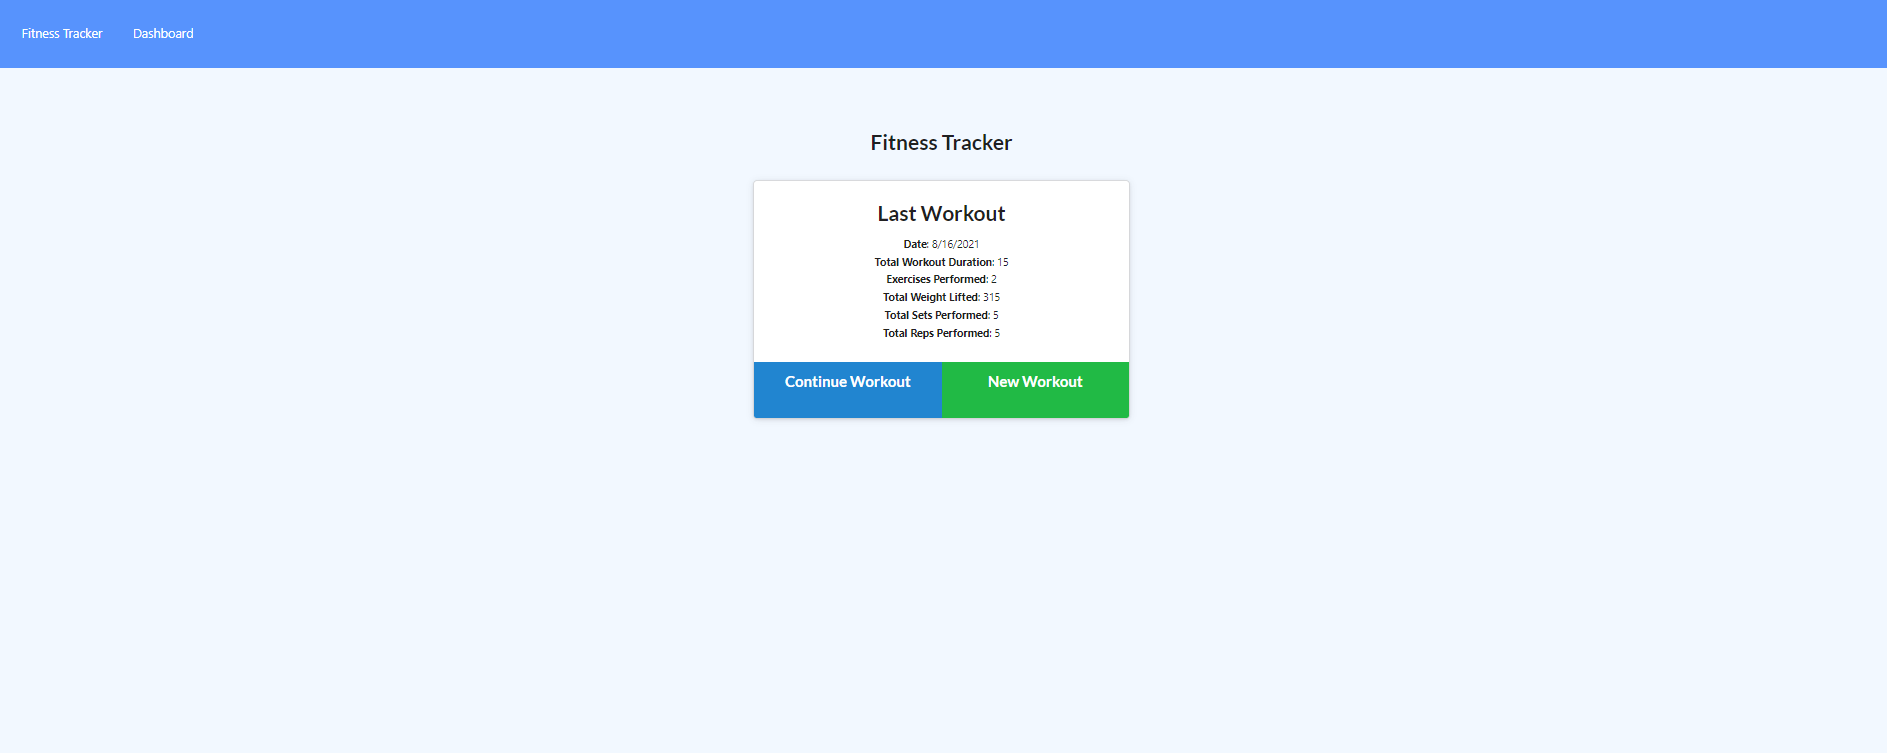 Fitness Tracker Dashboard
Fitness Tracker
Last Workout
Date: 8/16/2021
Total Workout Duration: 15
Exercises Performed: 2
Total Weight Lifted: 315
Total Sets Performed: 5
Total Reps Performed: 5
Continue Workout New Workout